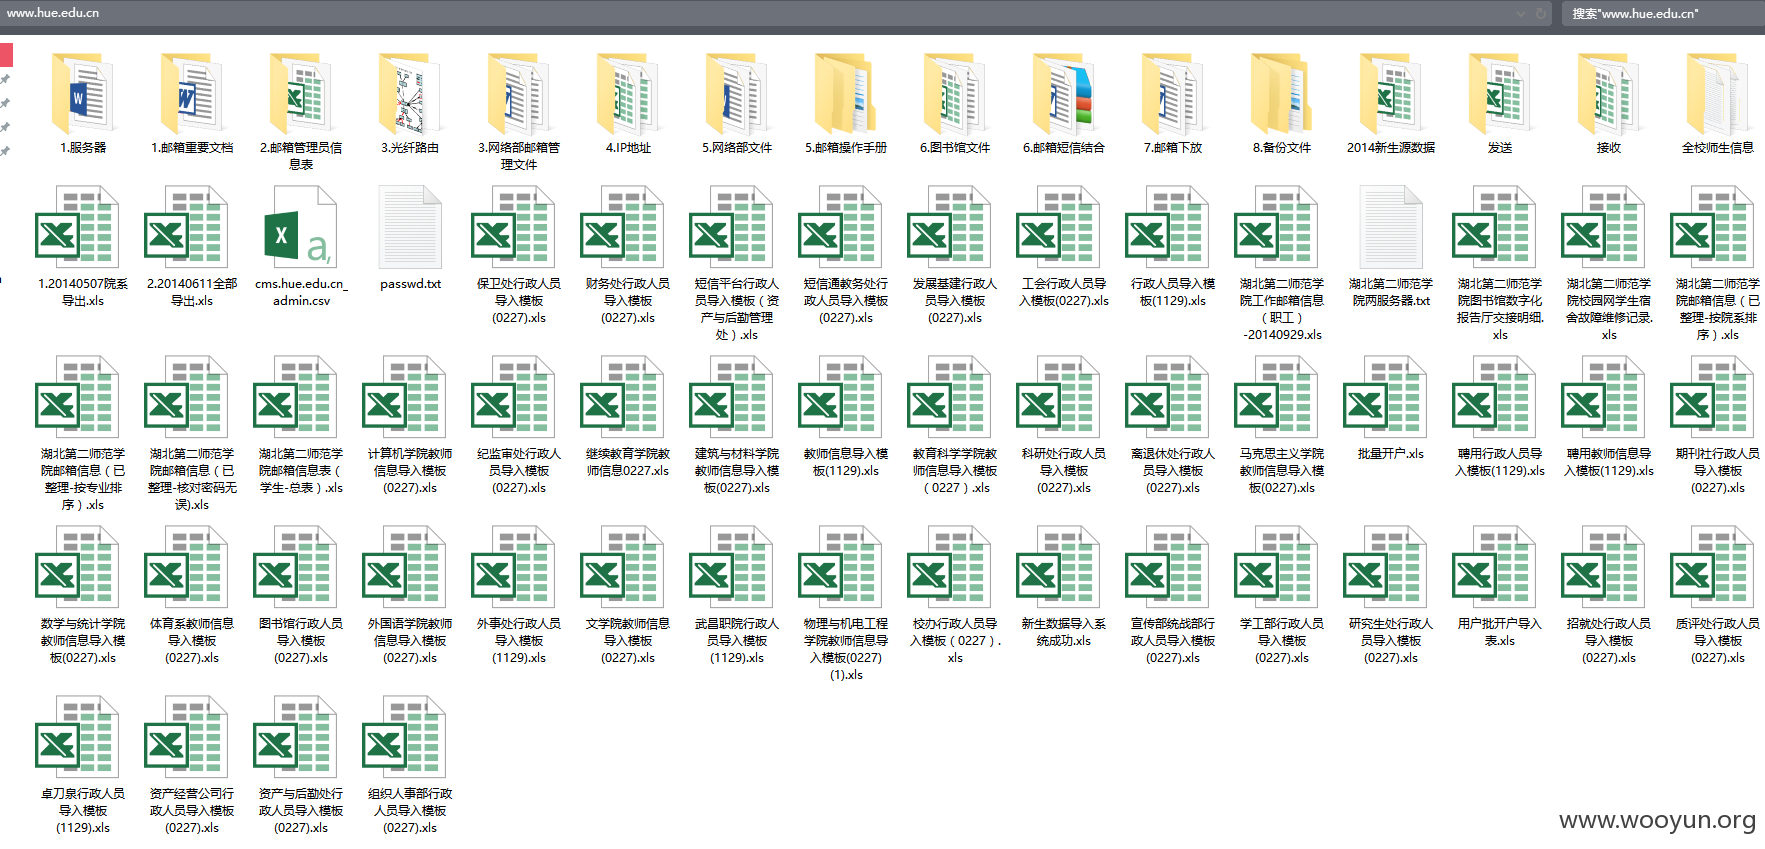 www.hue.edu.cn
搜索"www.hue.edu.cn"
1.服务器
1.邮箱重要文档
2.邮箱管理员信
息表
3.光纤路由
3.网络部邮箱管
理文件
4.IP地址
5.网络部文件
5.邮箱操作手册
6.图书馆文件
6.邮箱短信结合
7.邮箱下放
8.备份文件
2014新生源数据
发送
接收
全校师生信息
1.20140507院系
导出.xls
2.20140611全部
导出.xls
cms.hue.edu.cn_
admin.csv
passwd.txt
保卫处行政人员
导入模板
(0227).xls
财务处行政人员
导入模板
(0227).xls
短信平台行政人
员导入模板（资
产与后勤管理
处）.xls
短信通教务处行
政人员导入模板
(0227).xls
发展基建行政人
员导入模板
(0227).xls
工会行政人员导
入模板(0227).xls
行政人员导入模
板(1129).xls
湖北第二师范学
院工作邮箱信息
（职工）
-20140929.xls
湖北第二师范学
院两服务器.txt
湖北第二师范学
院图书馆数字化
报告厅交接明细.
xls
湖北第二师范学
院校园网学生宿
舍故障维修记录.
xls
湖北第二师范学
院邮箱信息（已
整理-按院系排
序）.xls
湖北第二师范学
院邮箱信息（已
整理-按专业排
序）.xls
湖北第二师范学
院邮箱信息（已
整理-核对密码无
误).xls
湖北第二师范学
院邮箱信息表（
学生-总表）.xls
计算机学院教师
信息导入模板
(0227).xls
纪监审处行政人
员导入模板
(0227).xls
继续教育学院教
师信息0227.xls
建筑与材料学院
教师信息导入模
板(0227).xls
教师信息导入模
板(1129).xls
教育科学学院教
师信息导入模板
（0227）.xls
科研处行政人员
导入模板
(0227).xls
离退休处行政人
员导入模板
(0227).xls
马克思主义学院
教师信息导入模
板(0227).xls
批量开户.xls
聘用行政人员导
入模板(1129).xls
聘用教师信息导
入模板(1129).xls
期刊社行政人员
导入模板
(0227).xls
数学与统计学院
教师信息导入模
板(0227).xls
体育系教师信息
导入模板
(0227).xls
图书馆行政人员
导入模板
(0227).xls
外国语学院教师
信息导入模板
(0227).xls
外事处行政人员
导入模板
(1129).xls
文学院教师信息
导入模板
(0227).xls
武昌职院行政人
员导入模板
(1129).xls
物理与机电工程
学院教师信息导
入模板(0227)
(1).xls
校办行政人员导
入模板（0227）.
xls
新生数据导入系
统成功.xls
宣传部统战部行
政人员导入模板
(0227).xls
学工部行政人员
导入模板
(0227).xls
研究生处行政人
员导入模板
(0227).xls
用户批开户导入
表.xls
招就处行政人员
导入模板
(0227).xls
质评处行政人员
导入模板
(0227).xls
卓刀泉行政人员
导入模板
(1129).xls
资产经营公司行
政人员导入模板
(0227).xls
资产与后勤处行
政人员导入模板
(0227).xls
组织人事部行政
人员导入模板
(0227).xls
www.wooyun.org